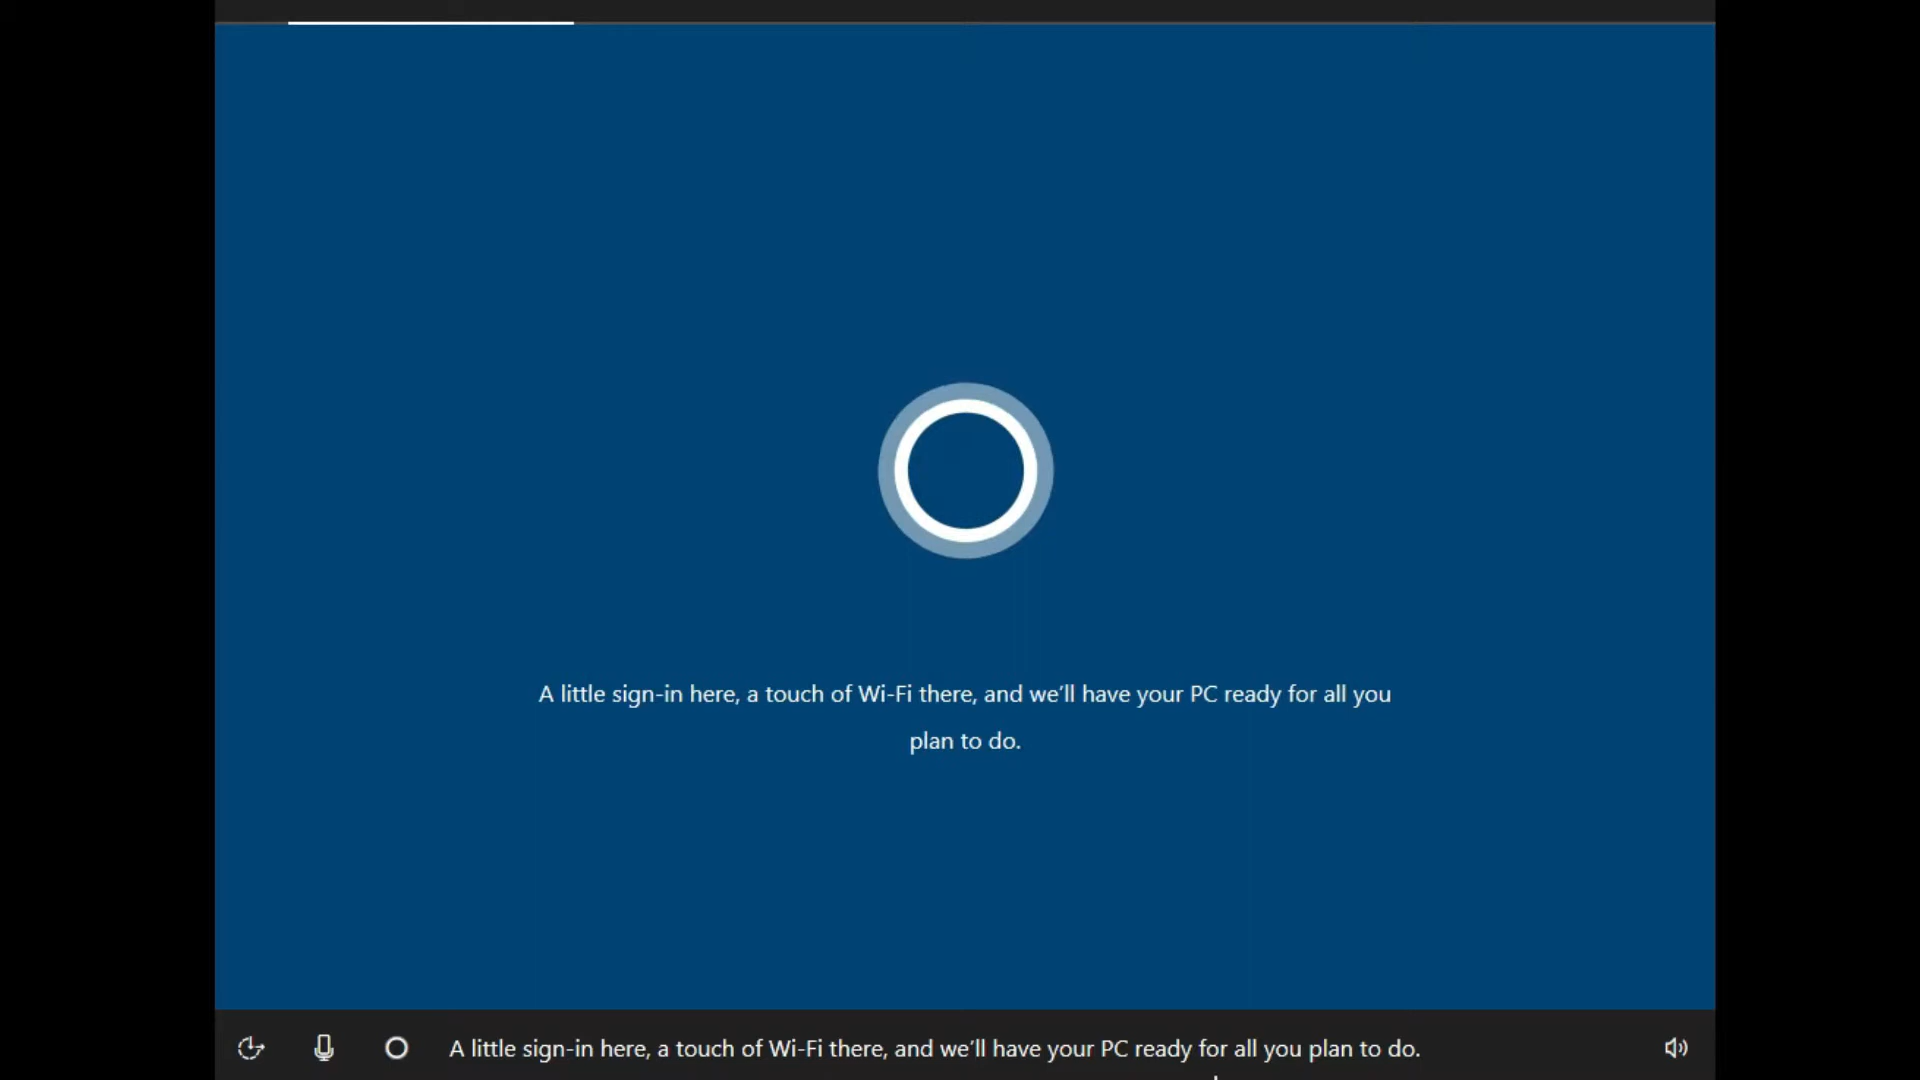 A little sign-in here, a touch of Wi-Fi there, and we’ll have your PC ready for all you
plan to do.
A little sign-in here, a touch of Wi-Fi there, and we’ll have your PC ready for all you plan to do.